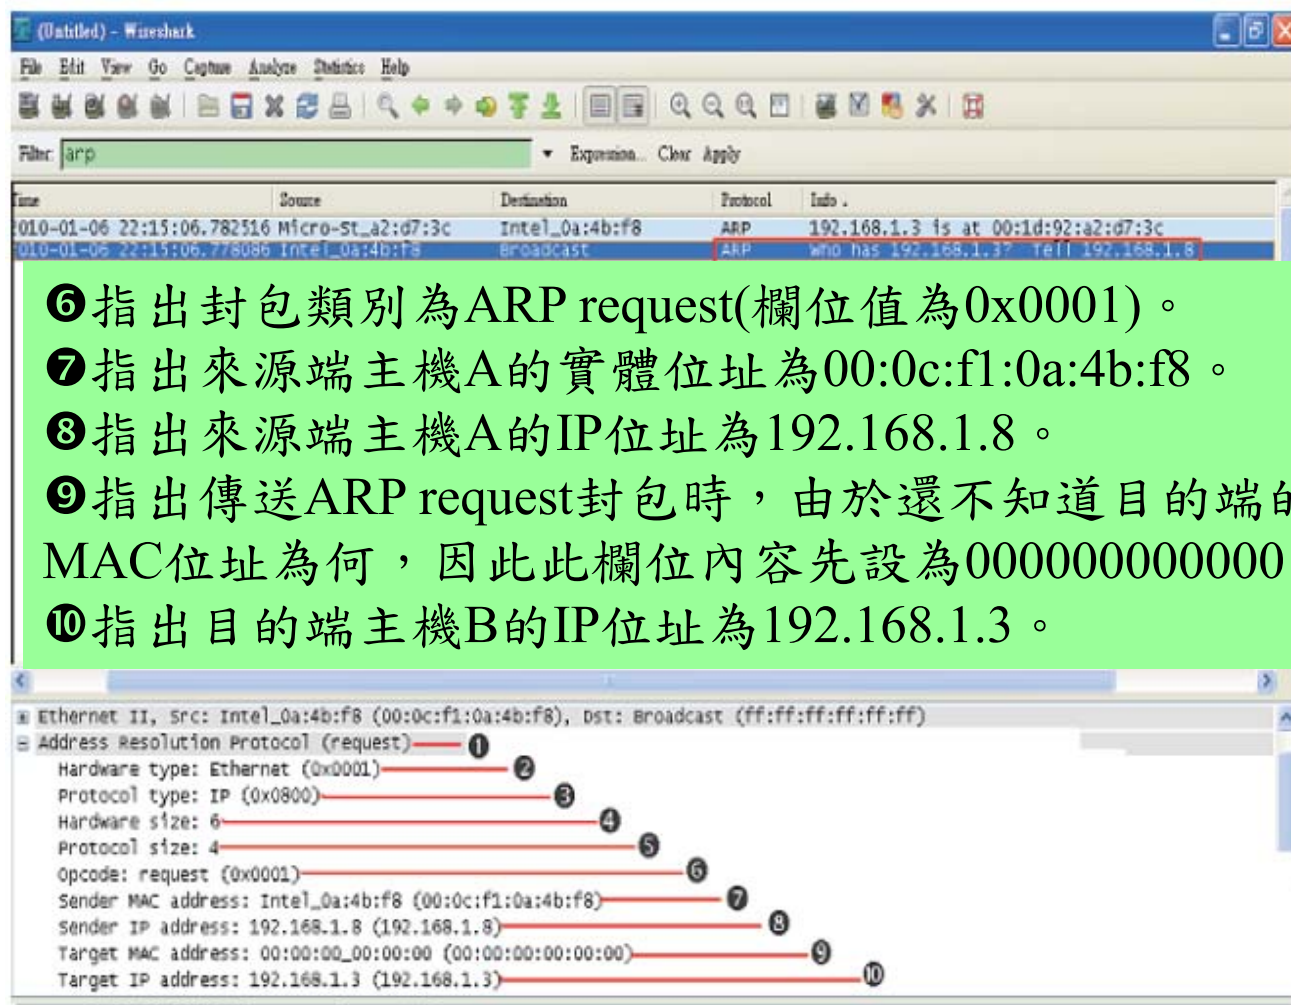 (Untitled) - Wireshark
File Edit View Go Capture Analyze Statistics Help
Filter: arp Expression... Clear Apply
Time Source Destination Protocol Info
010-01-06 22:15:06.782516 Micro-St_a2:d7:3c Intel_0a:4b:f8 ARP 192.168.1.3 is at 00:1d:92:a2:d7:3c
010-01-06 22:15:06.778086 Intel_0a:4b:f8 Broadcast ARP Who has 192.168.1.3? Tell 192.168.1.8
❻指出封包類別為ARP request(欄位值為0x0001)。
❼指出來源端主機A的實體位址為00:0c:f1:0a:4b:f8。
❽指出來源端主機A的IP位址為192.168.1.8。
❾指出傳送ARP request封包時，由於還不知道目的端的
MAC位址為何，因此此欄位內容先設為000000000000
❿指出目的端主機B的IP位址為192.168.1.3。
Ethernet II, Src: Intel_0a:4b:f8 (00:0c:f1:0a:4b:f8), Dst: Broadcast (ff:ff:ff:ff:ff:ff)
Address Resolution Protocol (request) ❶
Hardware type: Ethernet (0x0001) ❷
Protocol type: IP (0x0800) ❸
Hardware size: 6 ❹
Protocol size: 4 ❺
Opcode: request (0x0001) ❻
Sender MAC address: Intel_0a:4b:f8 (00:0c:f1:0a:4b:f8) ❼
Sender IP address: 192.168.1.8 (192.168.1.8) ❽
Target MAC address: 00:00:00_00:00:00 (00:00:00:00:00:00) ❾
Target IP address: 192.168.1.3 (192.168.1.3) ❿